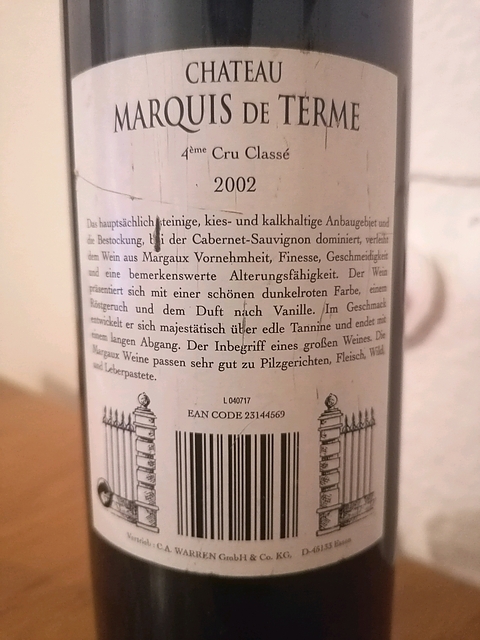 CHATEAU
MARQUIS DE TERME
4ème Cru Classé
2002
Das hauptsächlich steinige, kies- und kalkhaltige Anbaugebiet und
die Bestockung, bei der Cabernet-Sauvignon dominiert, verleiht
dem Wein aus Margaux Vornehmheit, Finesse, Geschmeidigkeit
und eine bemerkenswerte Alterungsfähigkeit. Der Wein
präsentiert sich mit einer schönen dunkelroten Farbe, einem
Röstgeruch und dem Duft nach Vanille. Im Geschmack
entwickelt er sich majestätisch über edle Tannine und endet mit
einem langen Abgang. Der Inbegriff eines großen Weines. Die
Margaux Weine passen sehr gut zu Pilzgerichten, Fleisch, Wild,
und Leberpastete.
L 040717
EAN CODE 23144569
Vertrieb: C.A. WARREN GmbH & Co. KG, D-45133 Essen